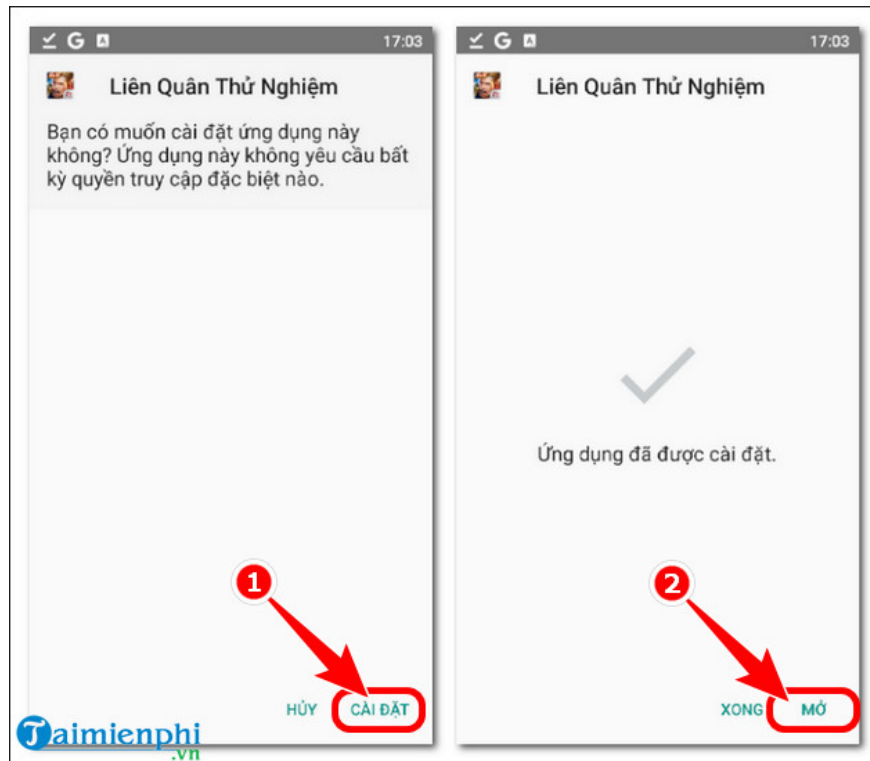 17:03
Liên Quân Thử Nghiệm
Bạn có muốn cài đặt ứng dụng này
không? Ứng dụng này không yêu cầu bất
kỳ quyền truy cập đặc biệt nào.
1
HỦY CÀI ĐẶT
17:03
Liên Quân Thử Nghiệm
Ứng dụng đã được cài đặt.
2
XONG MỞ
Taimienphi
.vn